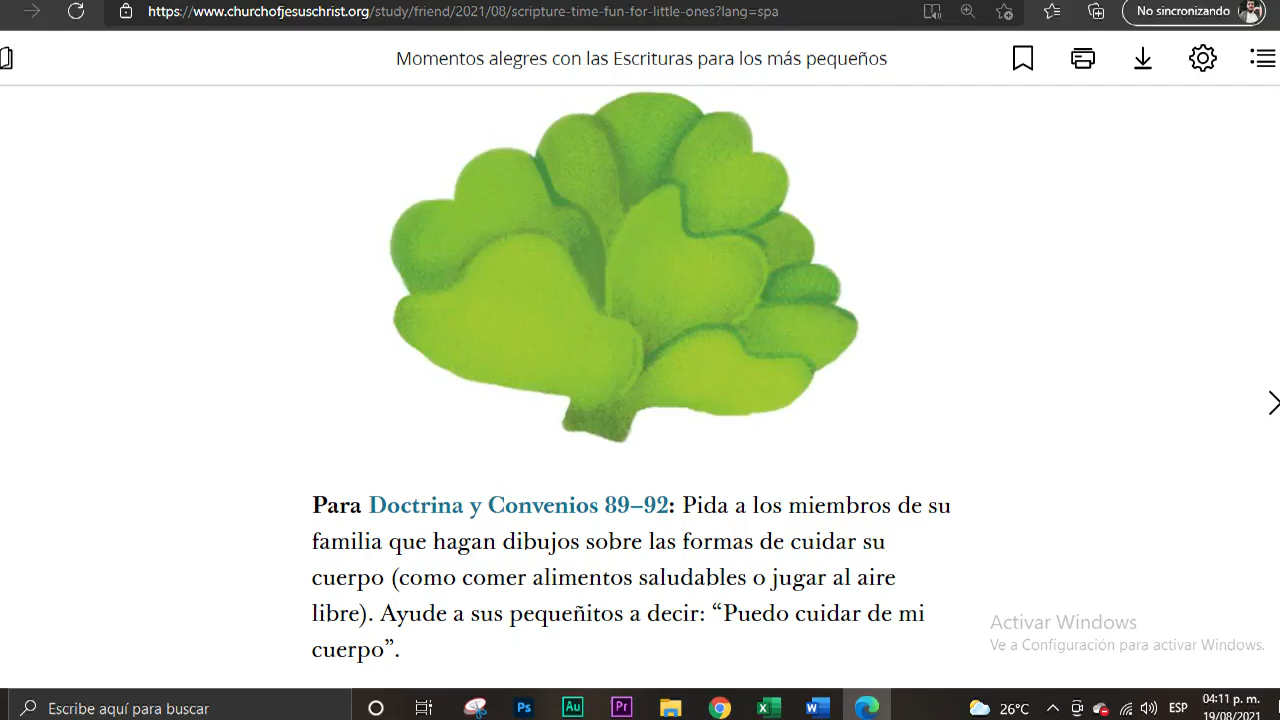 https://www.churchofjesuschrist.org/study/friend/2021/08/scripture-time-fun-for-little-ones?lang=spa
No sincronizando
Momentos alegres con las Escrituras para los más pequeños
Para Doctrina y Convenios 89–92: Pida a los miembros de su
familia que hagan dibujos sobre las formas de cuidar su
cuerpo (como comer alimentos saludables o jugar al aire
libre). Ayude a sus pequeñitos a decir: “Puedo cuidar de mi
cuerpo”.
Activar Windows
Ve a Configuración para activar Windows.
Escribe aquí para buscar
Ps
Au
Pr
26°C
ESP
04:11 p. m.
19/08/2021